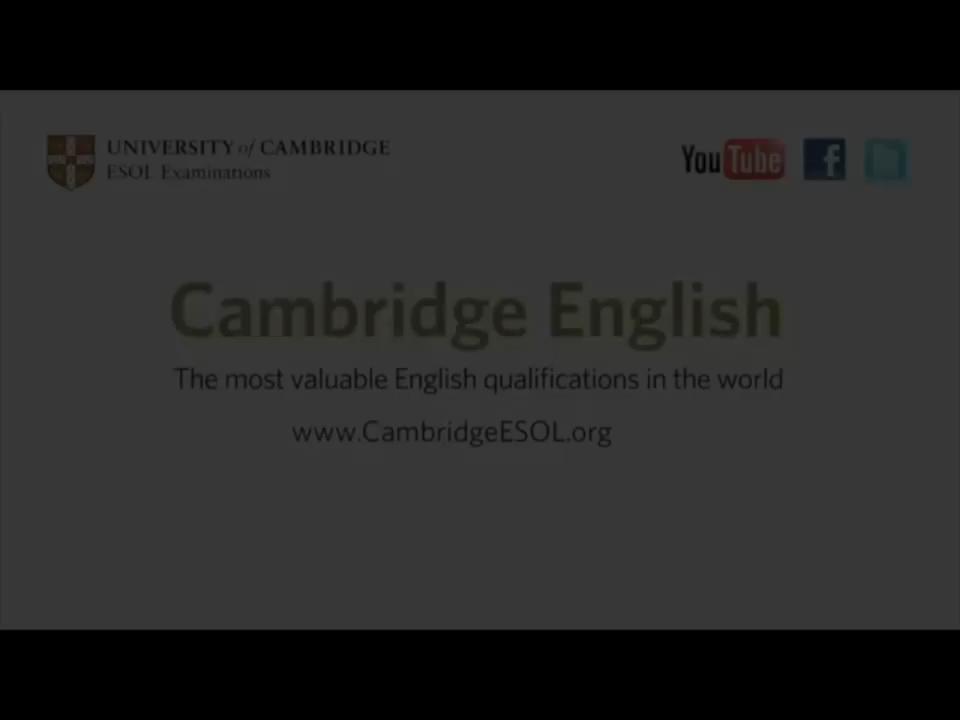 UNIVERSITY of CAMBRIDGE
ESOL Examinations
YouTube f
Cambridge English
The most valuable English qualifications in the world
www.CambridgeESOL.org